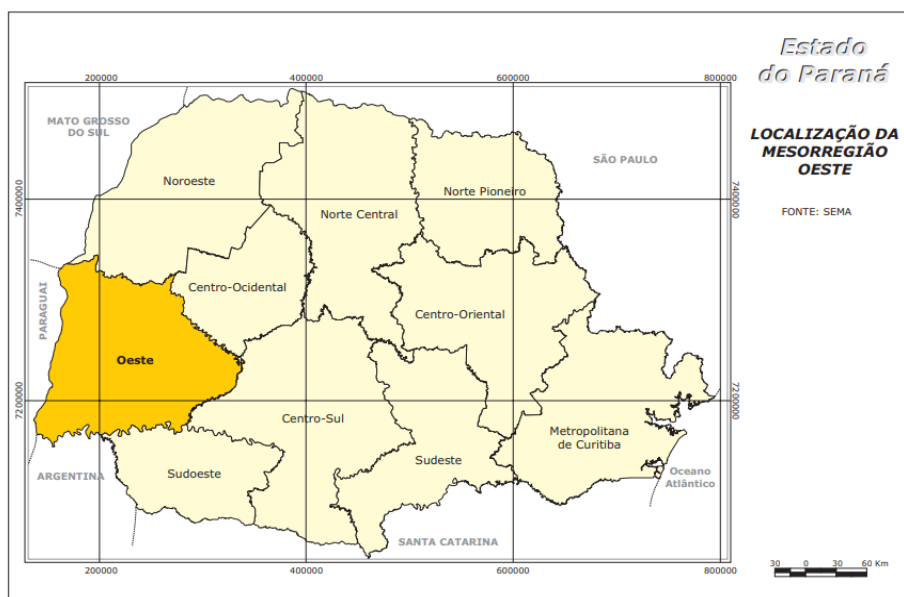 Estado
do Paraná
LOCALIZAÇÃO DA
MESORREGIÃO
OESTE
FONTE: SEMA
200000
400000
600000
800000
MATO GROSSO
DO SUL
SÃO PAULO
Noroeste
Norte Pioneiro
7400000
7400000
Norte Central
Centro-Ocidental
PARAGUAI
Centro-Oriental
Oeste
7200000
7200000
Centro-Sul
Metropolitana
de Curitiba
Sudeste
Sudoeste
ARGENTINA
Oceano
Atlântico
SANTA CATARINA
200000
400000
600000
800000
30 0 30 60 Km